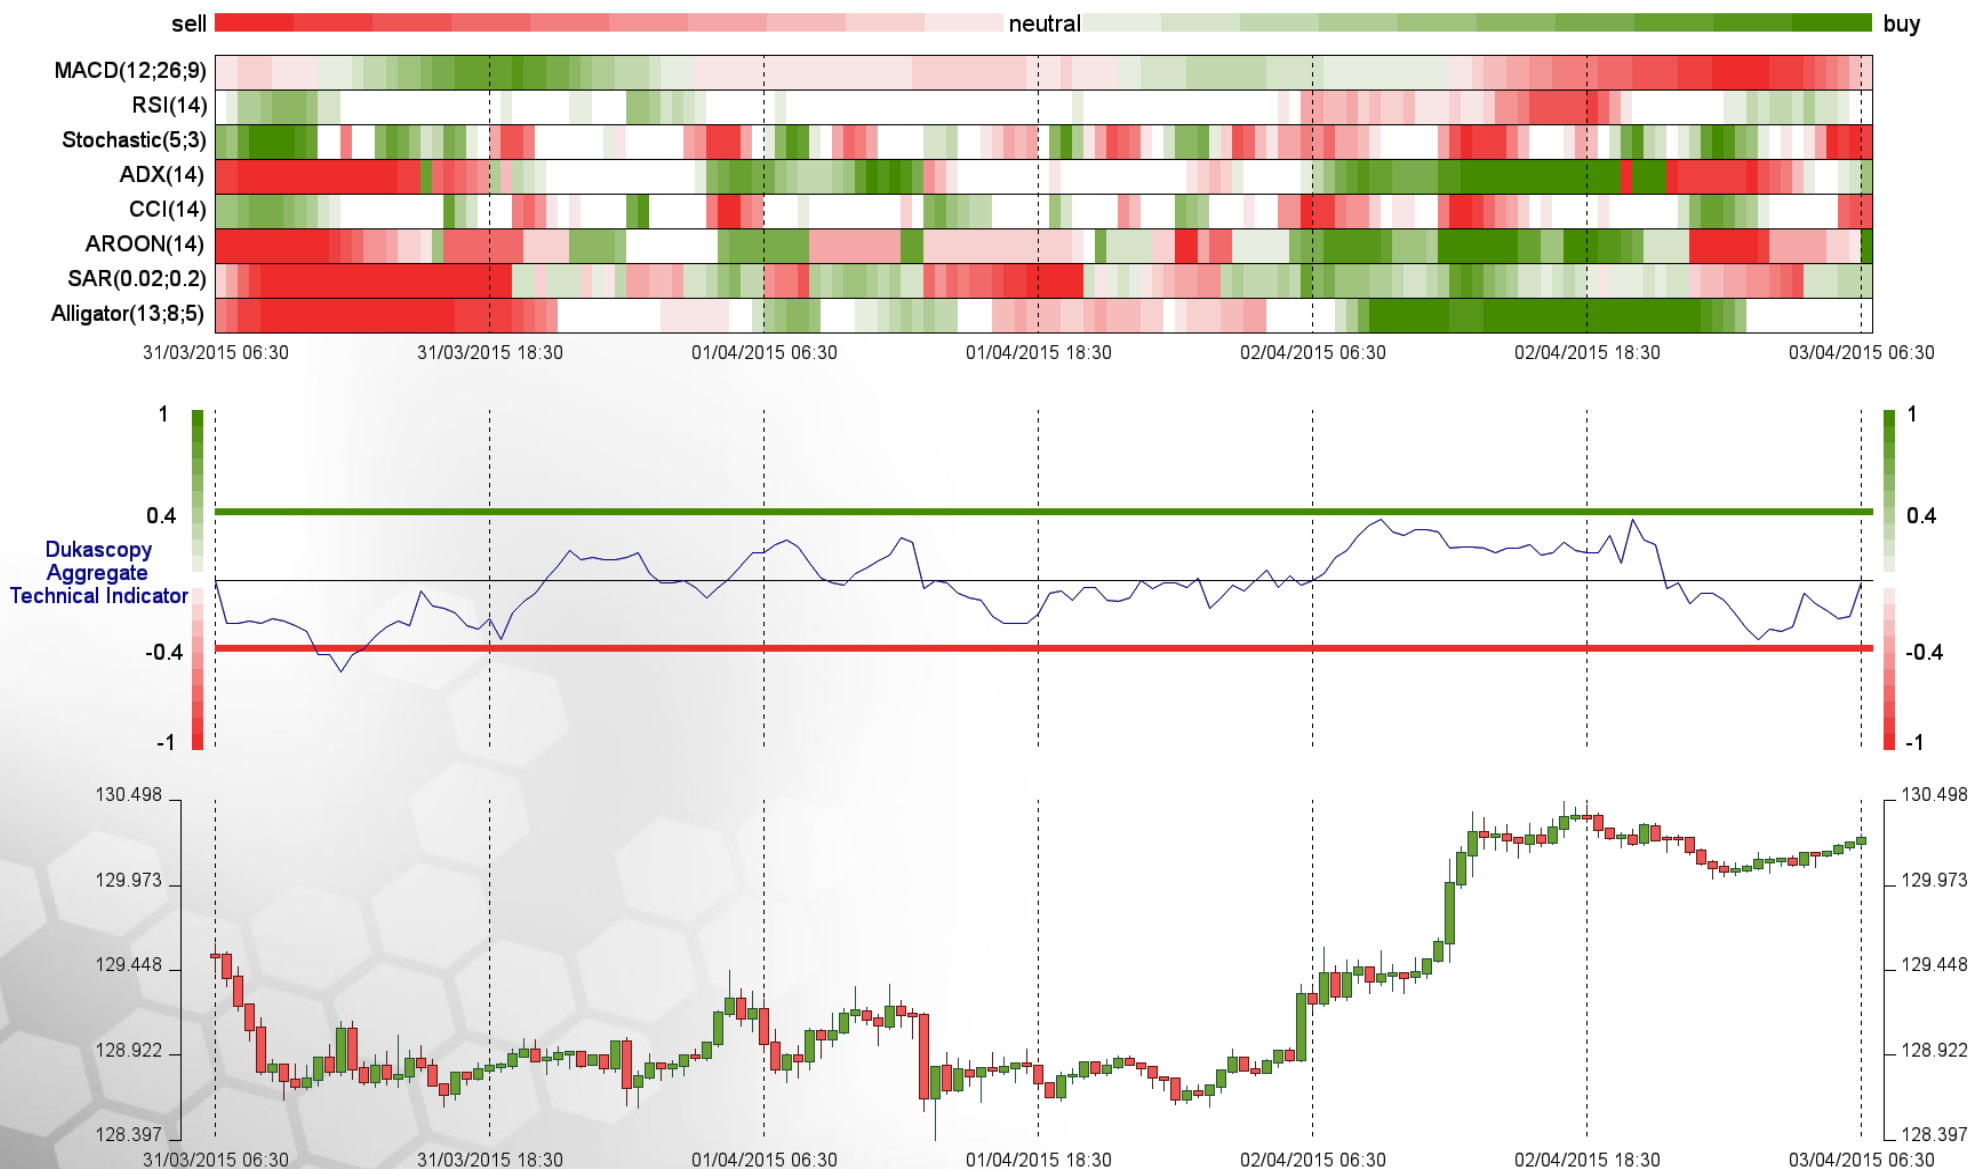 sell neutral buy
MACD(12;26;9)
RSI(14)
Stochastic(5;3)
ADX(14)
CCI(14)
AROON(14)
SAR(0.02;0.2)
Alligator(13;8;5)
31/03/2015 06:30 31/03/2015 18:30 01/04/2015 06:30 01/04/2015 18:30 02/04/2015 06:30 02/04/2015 18:30 03/04/2015 06:30
1 1
0.4 0.4
Dukascopy
Aggregate
Technical Indicator
-0.4 -0.4
-1 -1
130.498 130.498
129.973 129.973
129.448 129.448
128.922 128.922
128.397 128.397
31/03/2015 06:30 31/03/2015 18:30 01/04/2015 06:30 01/04/2015 18:30 02/04/2015 06:30 02/04/2015 18:30 03/04/2015 06:30